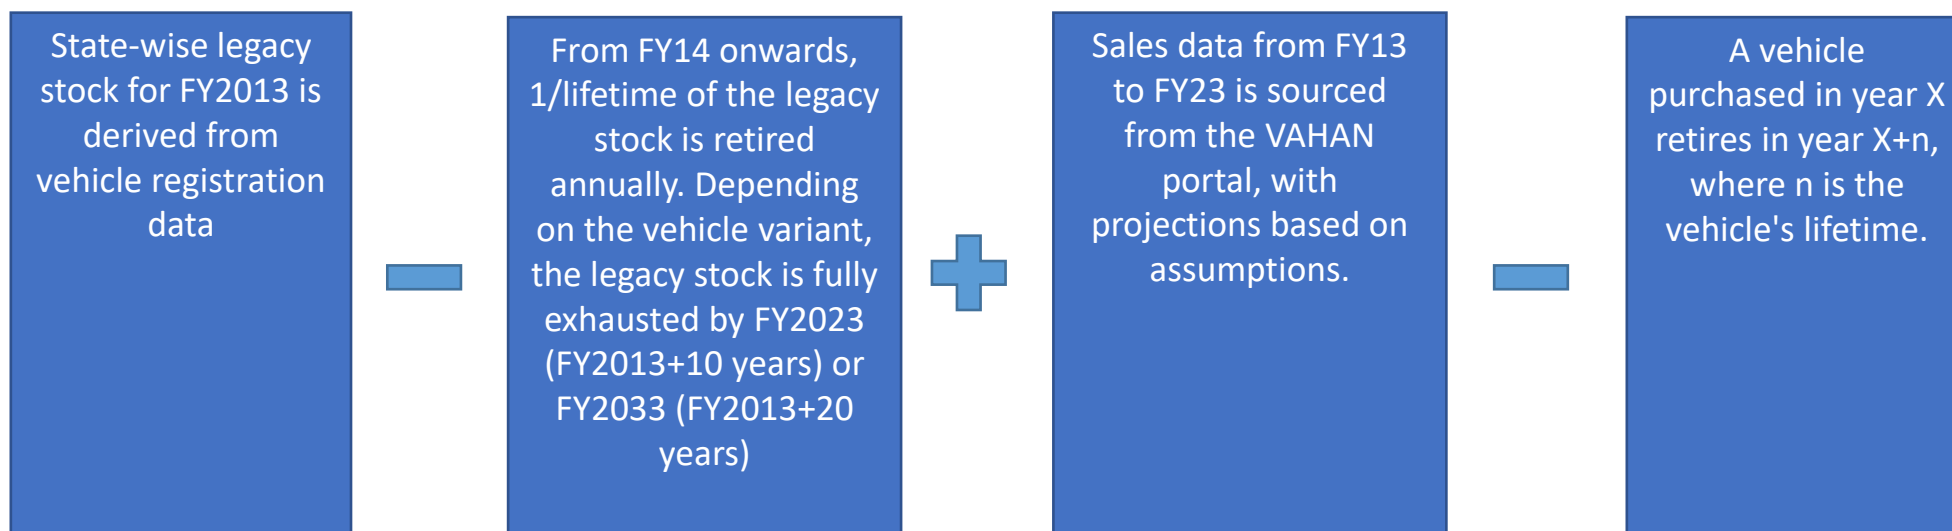 State-wise legacy
stock for FY2013 is
derived from
vehicle registration
data
From FY14 onwards,
1/lifetime of the legacy
stock is retired
annually. Depending
on the vehicle variant,
the legacy stock is fully
exhausted by FY2023
(FY2013+10 years) or
FY2033 (FY2013+20
years)
Sales data from FY13
to FY23 is sourced
from the VAHAN
portal, with
projections based on
assumptions.
A vehicle
purchased in year X
retires in year X+n,
where n is the
vehicle's lifetime.